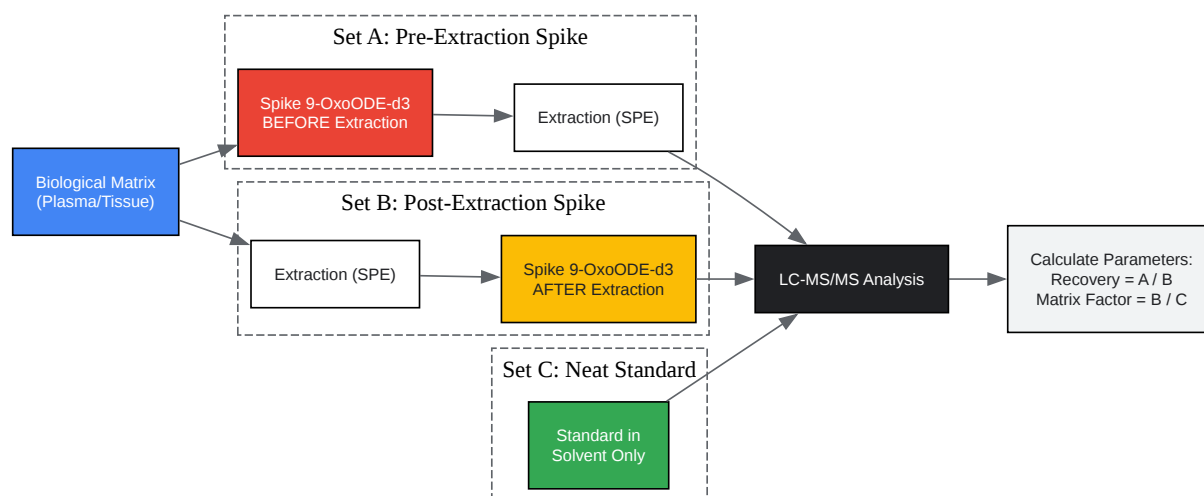 Set A: Pre-Extraction Spike
Spike 9-OxoODE-d3
BEFORE Extraction
Extraction (SPE)
Biological Matrix
(Plasma/Tissue)
Set B: Post-Extraction Spike
Extraction (SPE)
Spike 9-OxoODE-d3
AFTER Extraction
LC-MS/MS Analysis
Calculate Parameters:
Recovery = A / B
Matrix Factor = B / C
Set C: Neat Standard
Standard in
Solvent Only